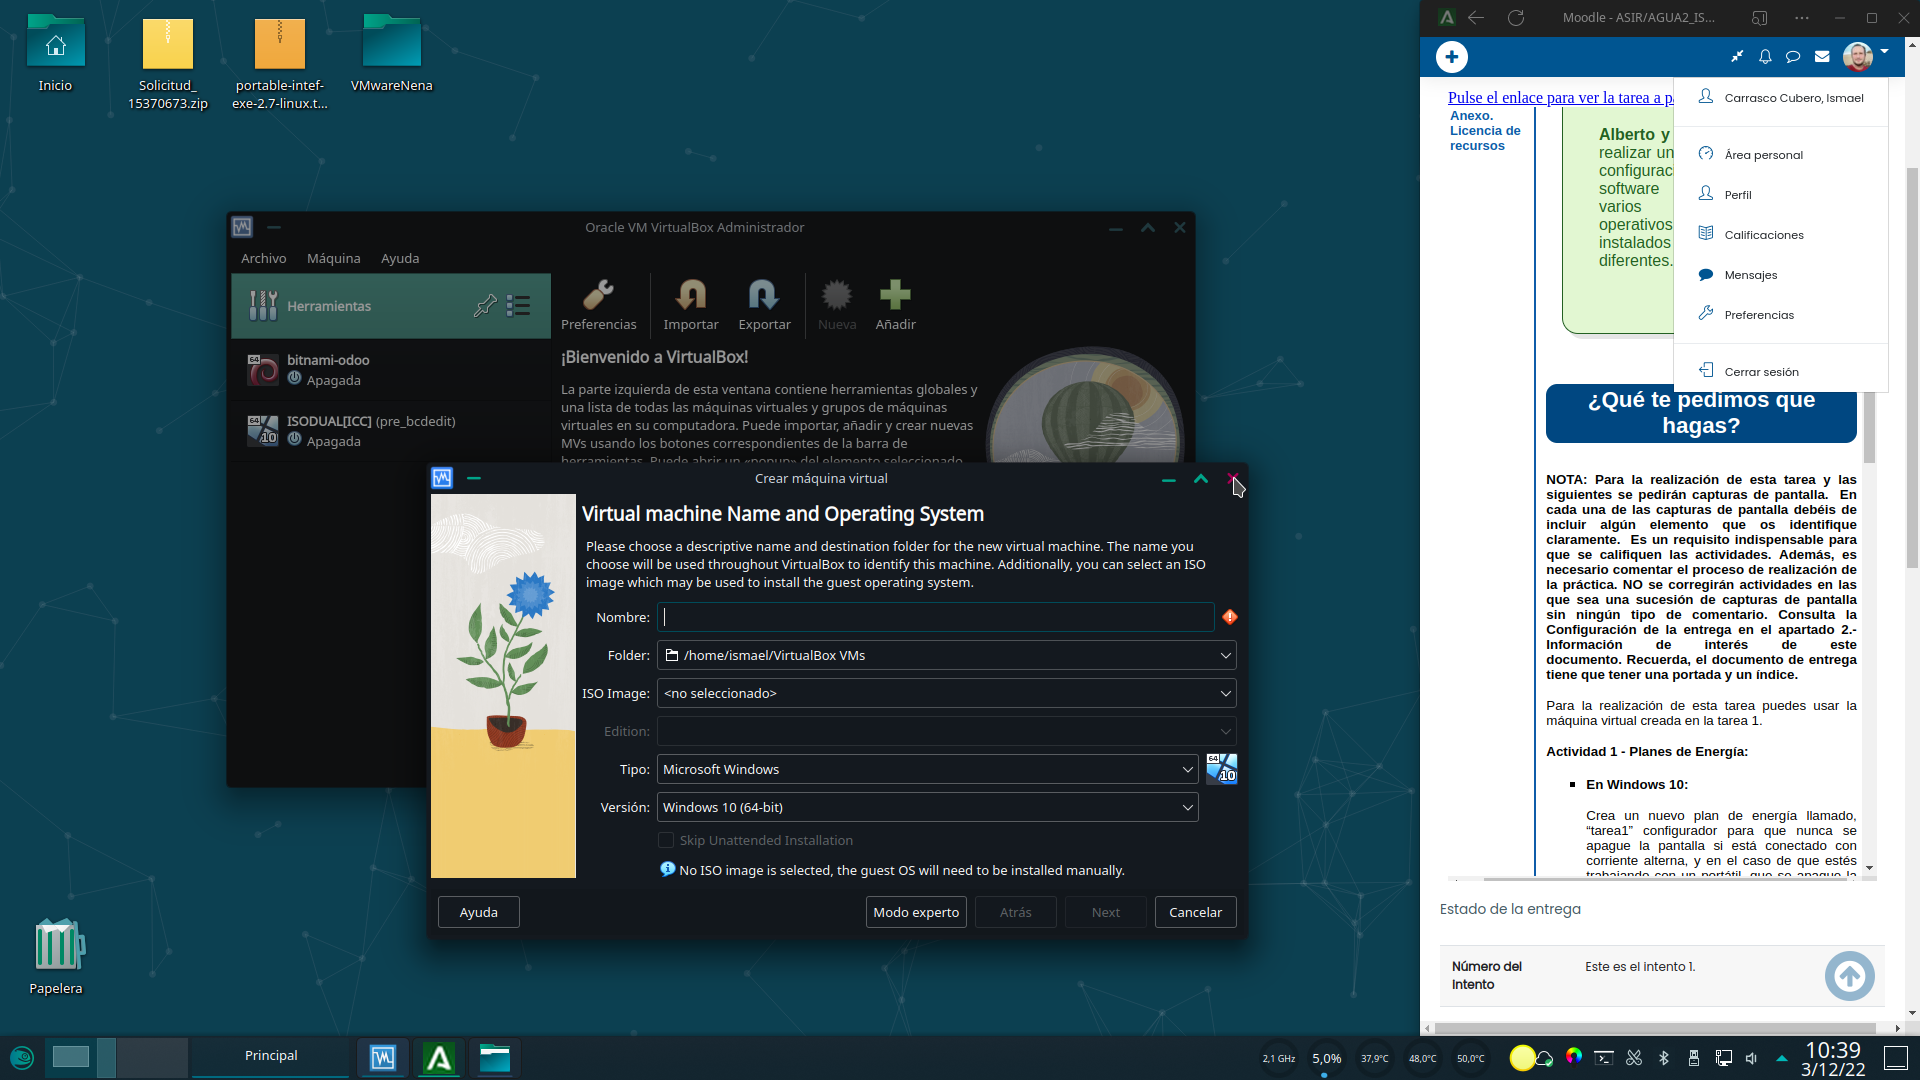 Inicio
Solicitud_
15370673.zip
portable-intef-
exe-2.7-linux.t...
VMwareNena
Oracle VM VirtualBox Administrador
Archivo
Máquina
Ayuda
Herramientas
Preferencias
Importar
Exportar
Nueva
Añadir
64
bitnami-odoo
Apagada
64
10
ISODUAL[ICC] (pre_bcdedit)
Apagada
¡Bienvenido a VirtualBox!
La parte izquierda de esta ventana contiene herramientas globales y
una lista de todas las máquinas virtuales y grupos de máquinas
virtuales en su computadora. Puede importar, añadir y crear nuevas
MVs usando los botones correspondientes de la barra de
herramientas. Puede abrir un «popup» del elemento seleccionado
Crear máquina virtual
Virtual machine Name and Operating System
Please choose a descriptive name and destination folder for the new virtual machine. The name you
choose will be used throughout VirtualBox to identify this machine. Additionally, you can select an ISO
image which may be used to install the guest operating system.
Nombre:
Folder: /home/ismael/VirtualBox VMs
ISO Image: <no seleccionado>
Edition:
Tipo: Microsoft Windows
64
10
Versión: Windows 10 (64-bit)
Skip Unattended Installation
No ISO image is selected, the guest OS will need to be installed manually.
Ayuda
Modo experto
Atrás
Next
Cancelar
Papelera
Moodle - ASIR/AGUA2_IS...
Pulse el enlace para ver la tarea a p
Anexo.
Licencia de
recursos
Alberto y
realizar un
configurac
software
varios
operativos
instalados
diferentes.
Carrasco Cubero, Ismael
Área personal
Perfil
Calificaciones
Mensajes
Preferencias
Cerrar sesión
¿Qué te pedimos que
hagas?
NOTA: Para la realización de esta tarea y las
siguientes se pedirán capturas de pantalla. En
cada una de las capturas de pantalla debéis de
incluir algún elemento que os identifique
claramente. Es un requisito indispensable para
que se califiquen las actividades. Además, es
necesario comentar el proceso de realización de
la práctica. NO se corregirán actividades en las
que sea una sucesión de capturas de pantalla
sin ningún tipo de comentario. Consulta la
Configuración de la entrega en el apartado 2.-
Información de interés de este
documento. Recuerda, el documento de entrega
tiene que tener una portada y un índice.
Para la realización de esta tarea puedes usar la
máquina virtual creada en la tarea 1.
Actividad 1 - Planes de Energía:
En Windows 10:
Crea un nuevo plan de energía llamado,
“tarea1” configurador para que nunca se
apague la pantalla si está conectado con
corriente alterna, y en el caso de que estés
trabajando con un portátil, que se apague la
Estado de la entrega
Número del
Intento
Este es el intento 1.
Principal
2,1 GHz
5,0%
37,9°C
48,0°C
50,0°C
10:39
3/12/22